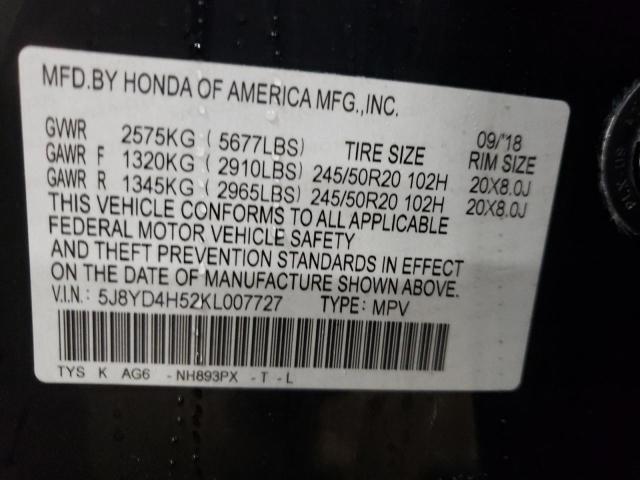 MFD.BY HONDA OF AMERICA MFG.,INC.
09/'18
GVWR 2575KG ( 5677LBS) TIRE SIZE RIM SIZE
GAWR F 1320KG ( 2910LBS) 245/50R20 102H 20X8.0J
GAWR R 1345KG ( 2965LBS) 245/50R20 102H 20X8.0J
THIS VEHICLE CONFORMS TO ALL APPLICABLE
FEDERAL MOTOR VEHICLE SAFETY
AND THEFT PREVENTION STANDARDS IN EFFECT
ON THE DATE OF MANUFACTURE SHOWN ABOVE.
V.I.N.: 5J8YD4H52KL007727 TYPE: MPV
TYS K AG6 -NH893PX - T - L